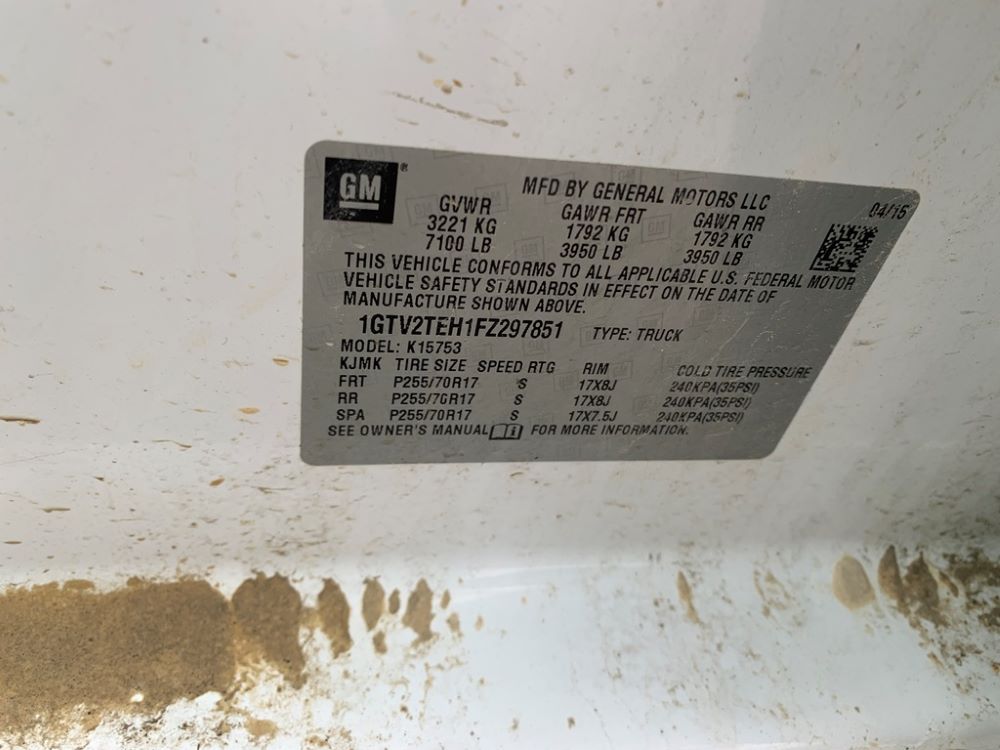 GM®
MFD BY GENERAL MOTORS LLC
04/15
GVWR GAWR FRT GAWR RR
3221 KG 1792 KG 1792 KG
7100 LB 3950 LB 3950 LB
THIS VEHICLE CONFORMS TO ALL APPLICABLE U.S. FEDERAL MOTOR
VEHICLE SAFETY STANDARDS IN EFFECT ON THE DATE OF
MANUFACTURE SHOWN ABOVE.
1GTV2TEH1FZ297851 TYPE: TRUCK
MODEL: K15753
KJMK TIRE SIZE SPEED RTG RIM COLD TIRE PRESSURE
FRT P255/70R17 S 17X8J 240KPA(35PSI)
RR P255/70R17 S 17X8J 240KPA(35PSI)
SPA P255/70R17 S 17X7.5J 240KPA(35PSI)
SEE OWNER'S MANUAL FOR MORE INFORMATION.